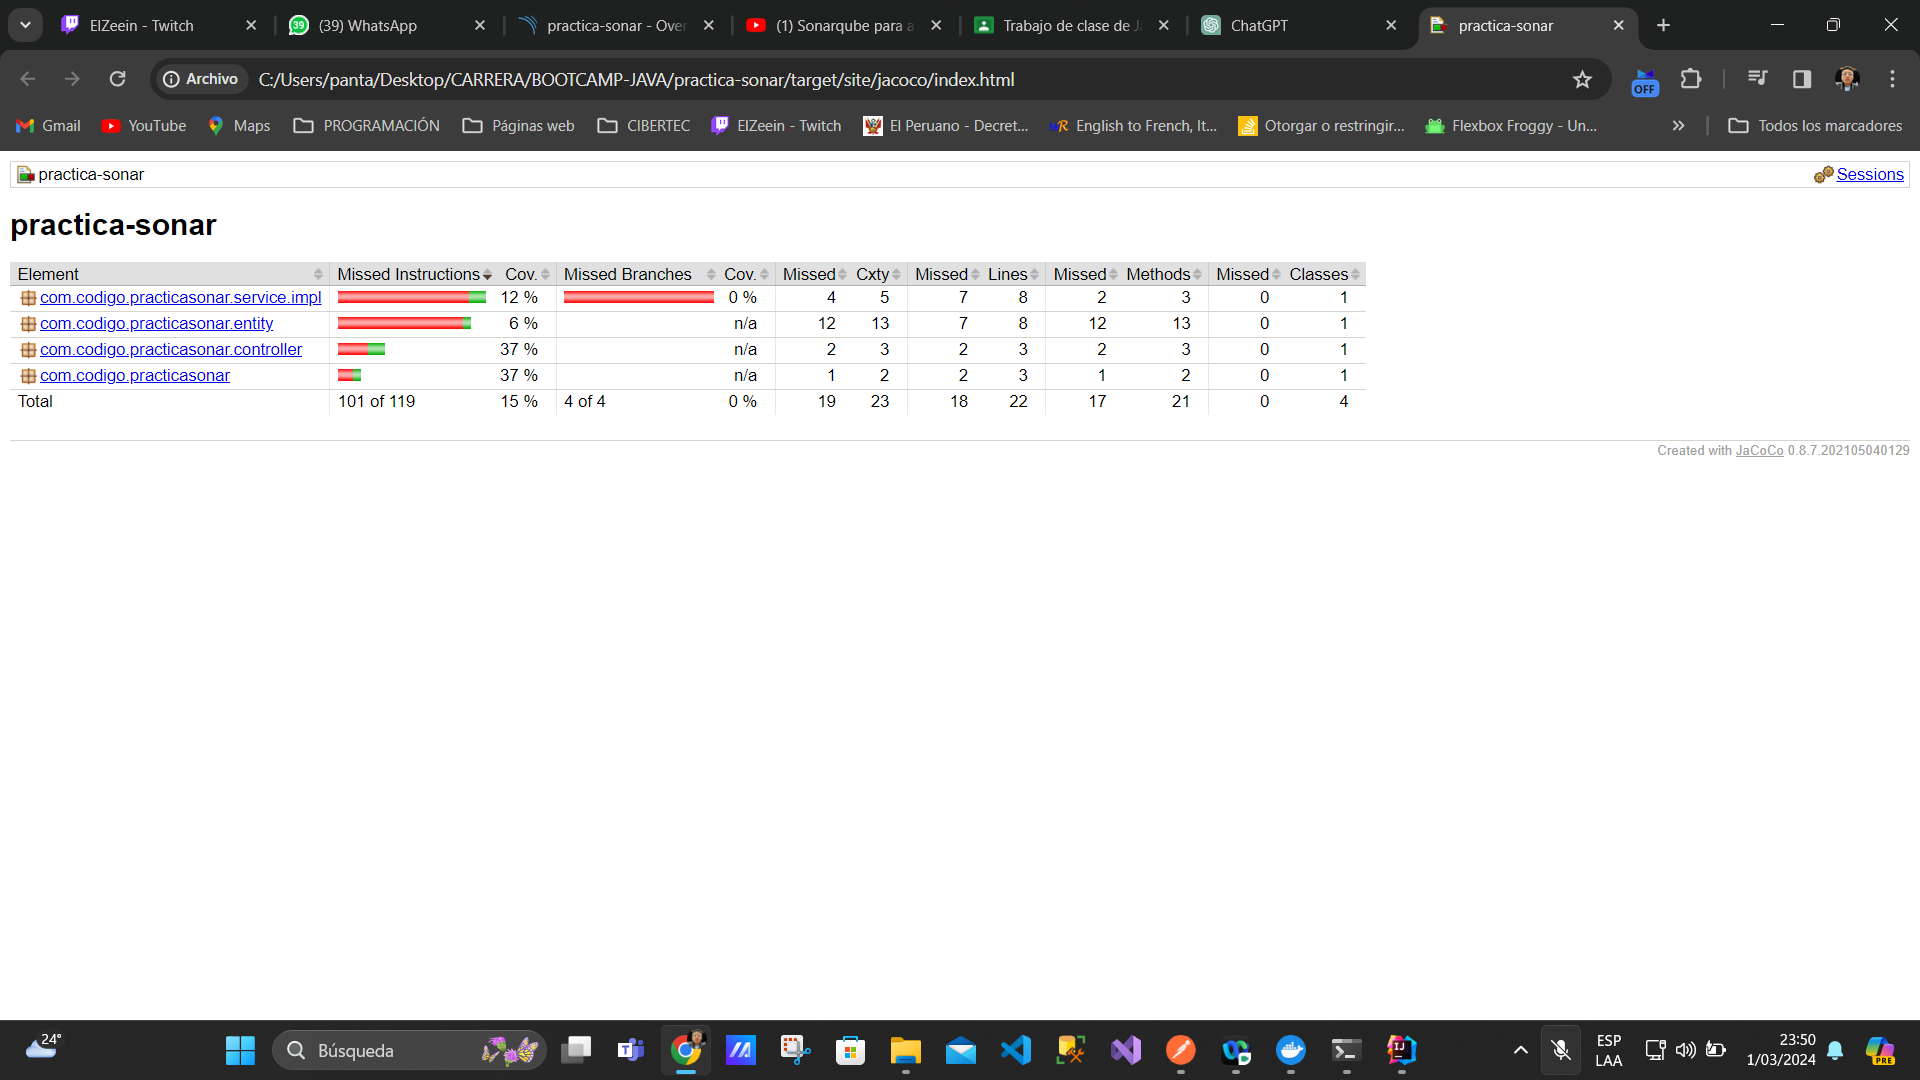 ElZeein - Twitch
(39) WhatsApp
practica-sonar - Over
(1) Sonarqube para a
Trabajo de clase de J
ChatGPT
practica-sonar
Archivo
C:/Users/panta/Desktop/CARRERA/BOOTCAMP-JAVA/practica-sonar/target/site/jacoco/index.html
OFF
Gmail
YouTube
Maps
PROGRAMACIÓN
Páginas web
CIBERTEC
ElZeein - Twitch
El Peruano - Decret...
English to French, It...
Otorgar o restringir...
Flexbox Froggy - Un...
Todos los marcadores
practica-sonar
Sessions
practica-sonar
Element Missed Instructions Cov. Missed Branches Cov. Missed Cxty Missed Lines Missed Methods Missed Classes
com.codigo.practicasonar.service.impl 12 % 0 % 4 5 7 8 2 3 0 1
com.codigo.practicasonar.entity 6 % n/a 12 13 7 8 12 13 0 1
com.codigo.practicasonar.controller 37 % n/a 2 3 2 3 2 3 0 1
com.codigo.practicasonar 37 % n/a 1 2 2 3 1 2 0 1
Total 101 of 119 15 % 4 of 4 0 % 19 23 18 22 17 21 0 4
Created with JaCoCo 0.8.7.202105040129
24°
Búsqueda
ESP
LAA
23:50
1/03/2024
PRE